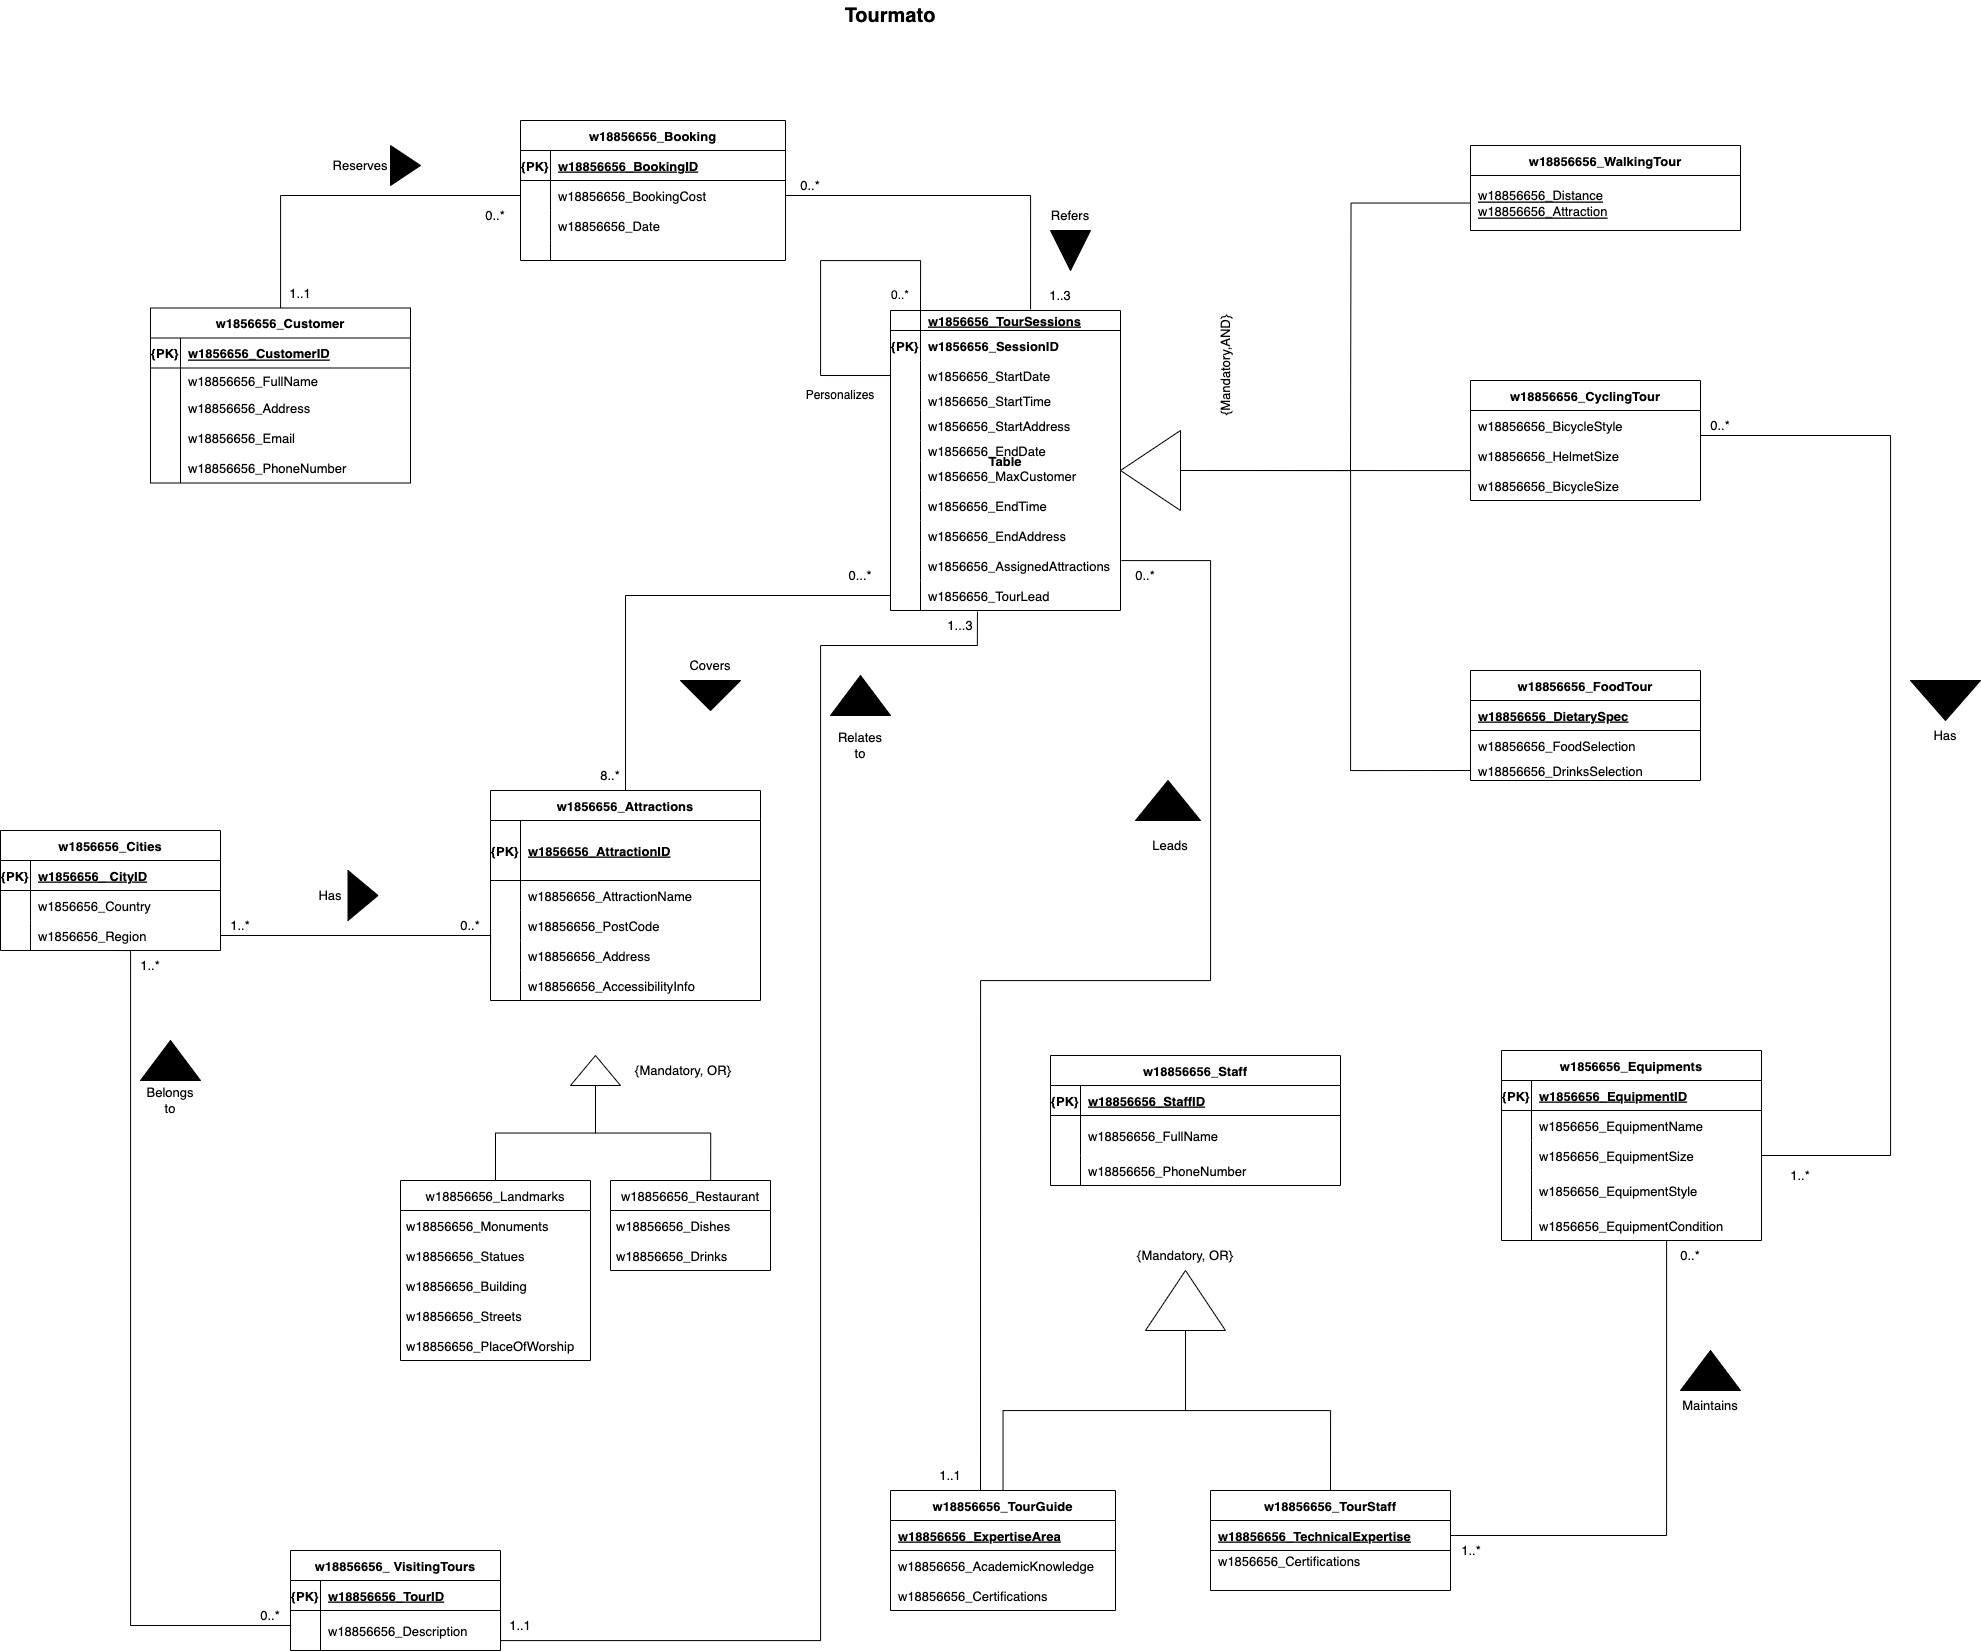 Tourmato
w18856656_Booking
{PK} w18856656_BookingID
w18856656_BookingCost
w18856656_Date
Reserves
0..*
1..1
0..*
Refers
1..3
w1856656_Customer
{PK} w1856656_CustomerID
w18856656_FullName
w18856656_Address
w18856656_Email
w18856656_PhoneNumber
0..*
Personalizes
w1856656_TourSessions
{PK} w1856656_SessionID
w1856656_StartDate
w1856656_StartTime
w1856656_StartAddress
w1856656_EndDate
Table
w1856656_MaxCustomer
w1856656_EndTime
w1856656_EndAddress
w1856656_AssignedAttractions
w1856656_TourLead
{Mandatory,AND}
w18856656_WalkingTour
w18856656_Distance
w18856656_Attraction
w18856656_CyclingTour
w18856656_BicycleStyle
w18856656_HelmetSize
w18856656_BicycleSize
0..*
w18856656_FoodTour
w18856656_DietarySpec
w18856656_FoodSelection
w18856656_DrinksSelection
Has
0...*
0..*
1...3
Covers
Relates
to
8..*
Leads
w1856656_Attractions
{PK} w1856656_AttractionID
w18856656_AttractionName
w18856656_PostCode
w18856656_Address
w18856656_AccessibilityInfo
w1856656_Cities
{PK} w1856656_ CityID
w1856656_Country
w1856656_Region
Has
1..*
0..*
1..*
Belongs
to
{Mandatory, OR}
w18856656_Landmarks
w18856656_Monuments
w18856656_Statues
w18856656_Building
w18856656_Streets
w18856656_PlaceOfWorship
w18856656_Restaurant
w18856656_Dishes
w18856656_Drinks
w18856656_Staff
{PK} w18856656_StaffID
w18856656_FullName
w18856656_PhoneNumber
w1856656_Equipments
{PK} w1856656_EquipmentID
w1856656_EquipmentName
w1856656_EquipmentSize
w1856656_EquipmentStyle
w1856656_EquipmentCondition
1..*
0..*
{Mandatory, OR}
Maintains
1..1
w18856656_TourGuide
w18856656_ExpertiseArea
w18856656_AcademicKnowledge
w18856656_Certifications
w18856656_TourStaff
w18856656_TechnicalExpertise
w1856656_Certifications
1..*
w18856656_ VisitingTours
{PK} w18856656_TourID
w18856656_Description
0..*
1..1